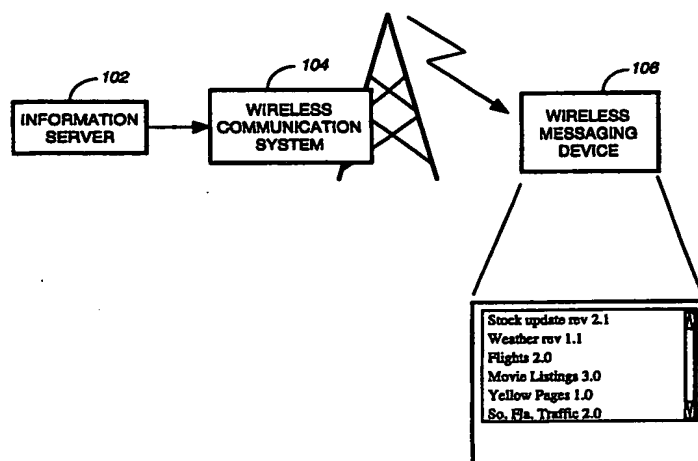 102
104
106
INFORMATION
SERVER
WIRELESS
COMMUNICATION
SYSTEM
WIRELESS
MESSAGING
DEVICE
Stock update rev 2.1
Weather rev 1.1
Flights 2.0
Movie Listings 3.0
Yellow Pages 1.0
So, Fla, Traffic 2.0